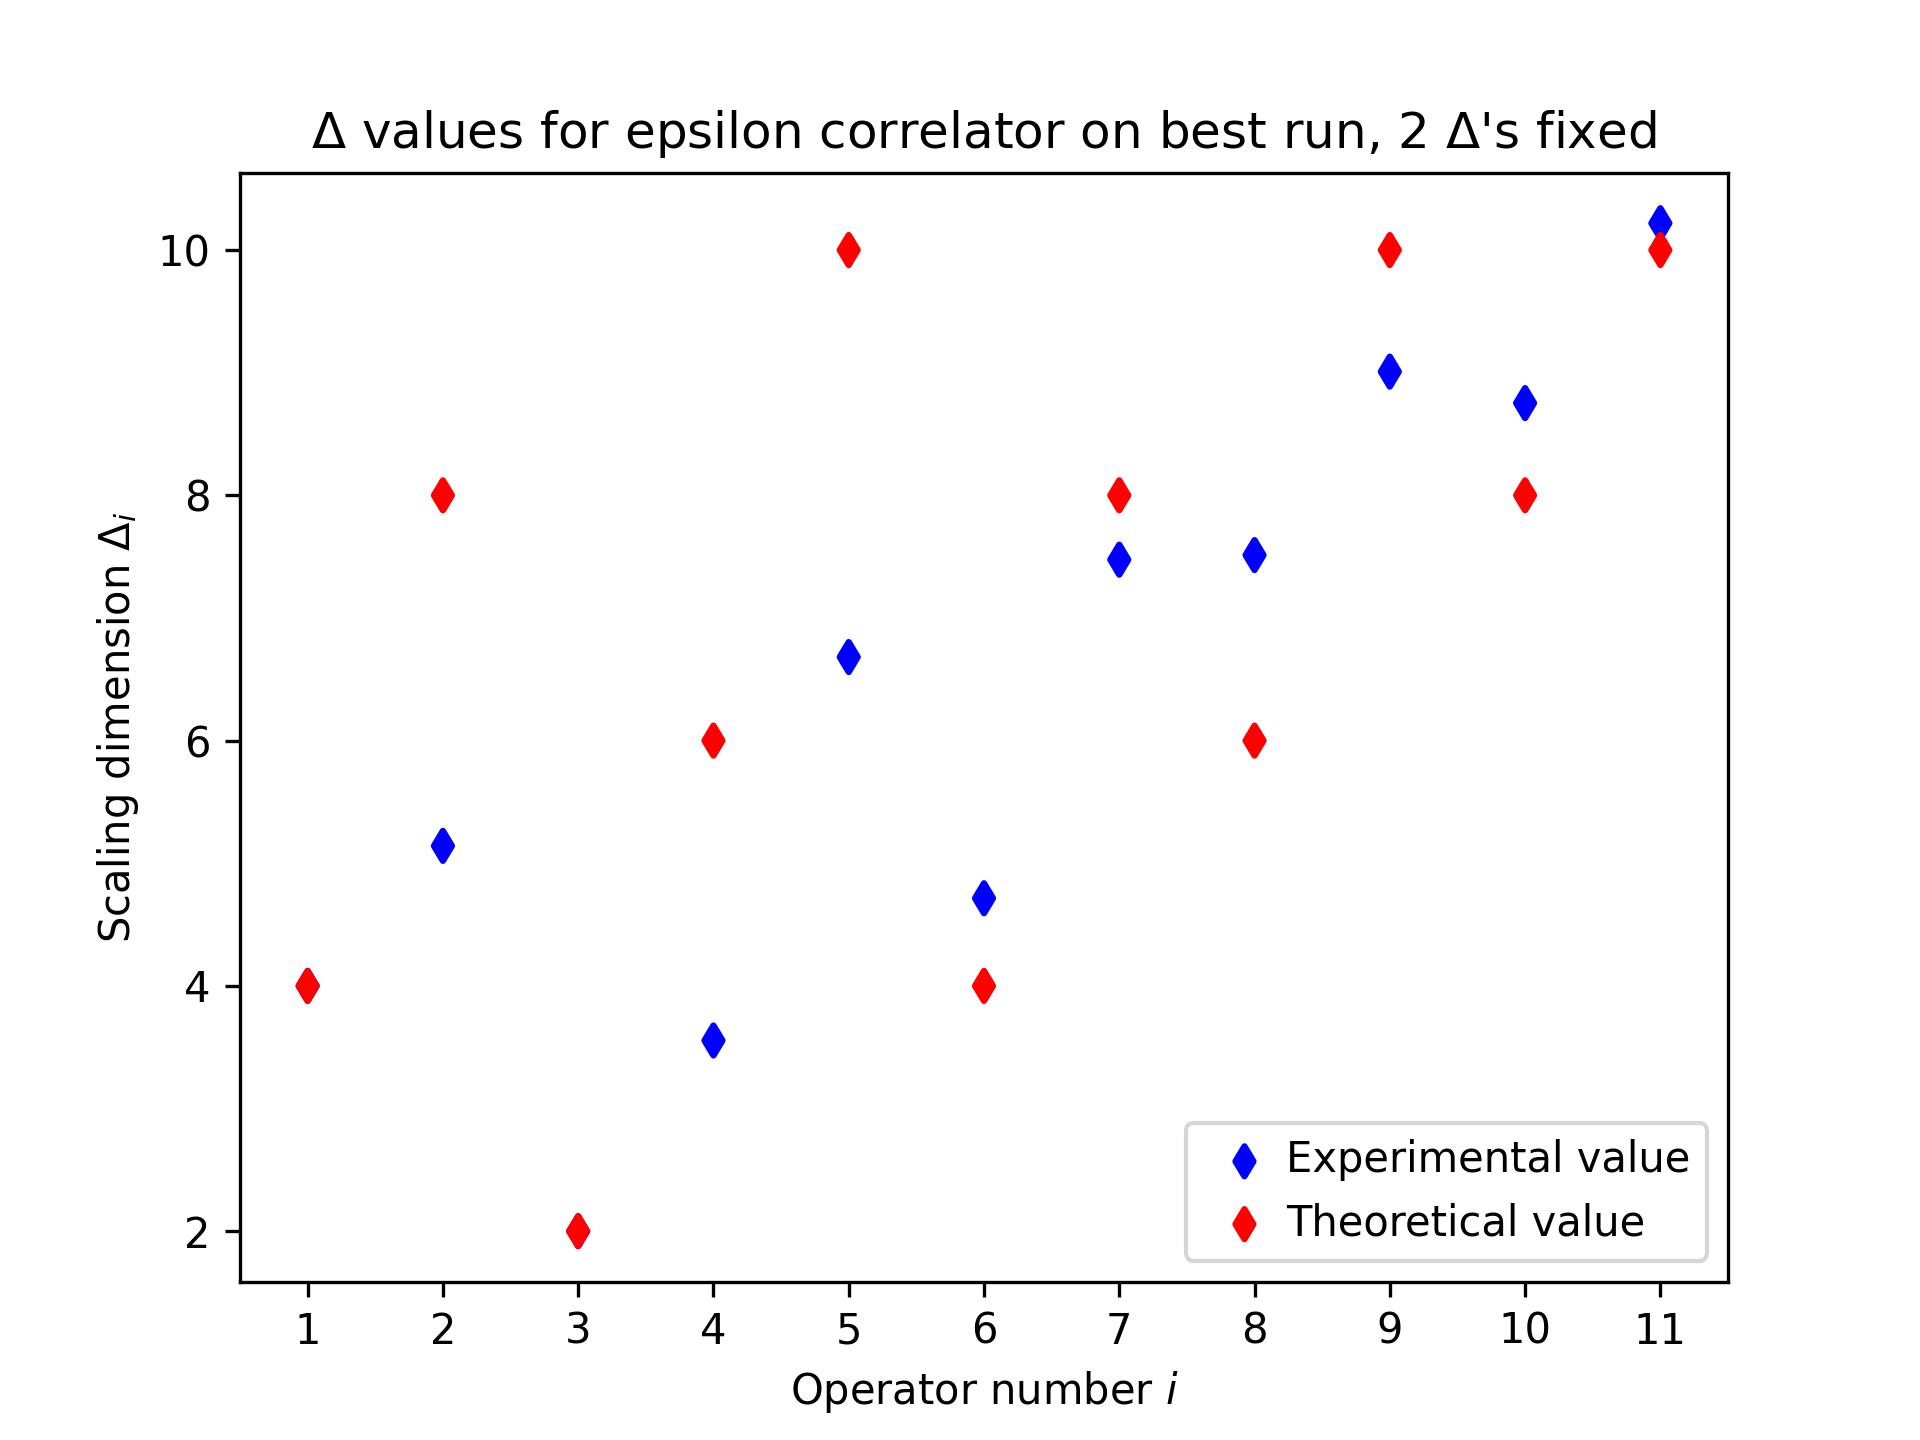 Δ values for epsilon correlator on best run, 2 Δ's fixed
Scaling dimension Δᵢ
10
8
6
4
2
Experimental value
Theoretical value
1 2 3 4 5 6 7 8 9 10 11
Operator number i